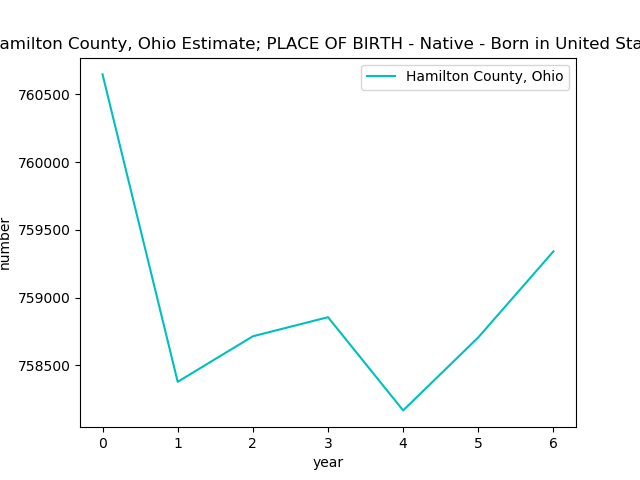 amilton County, Ohio Estimate; PLACE OF BIRTH - Native - Born in United Sta
Hamilton County, Ohio
760500
760000
759500
759000
758500
number
0 1 2 3 4 5 6
year